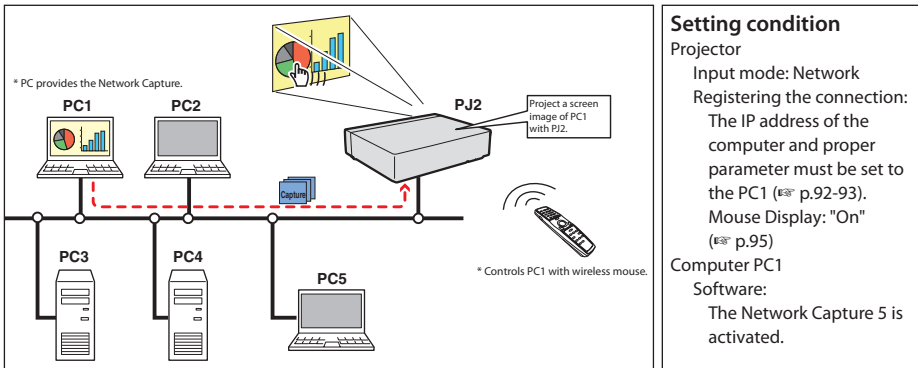 * PC provides the Network Capture.
PC1
PC2
PJ2
Project a screen
image of PC1
with PJ2.
Capture
PC3
PC4
PC5
* Controls PC1 with wireless mouse.
Setting condition
Projector
Input mode: Network
Registering the connection:
The IP address of the
computer and proper
parameter must be set to
the PC1 (☞ p.92-93).
Mouse Display: "On"
(☞ p.95)
Computer PC1
Software:
The Network Capture 5 is
activated.